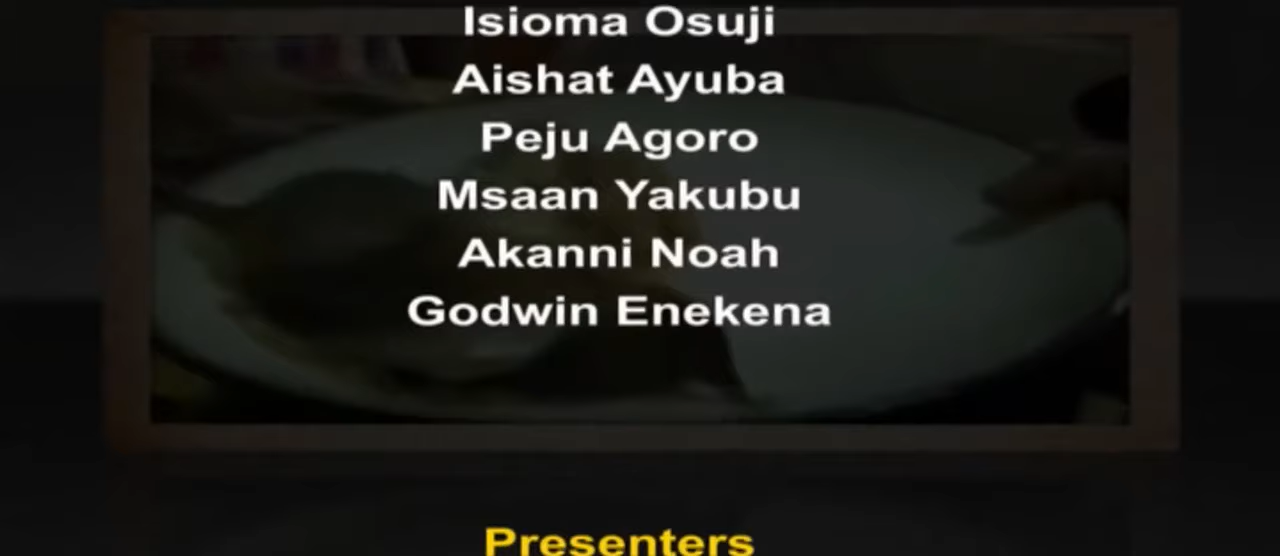 Isioma Osuji
Aishat Ayuba
Peju Agoro
Msaan Yakubu
Akanni Noah
Godwin Enekena
Presenters